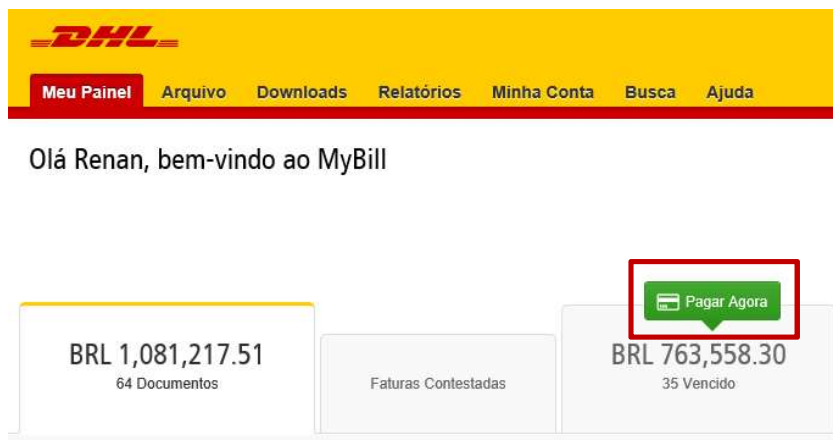 DHL
Meu Painel Arquivo Downloads Relatórios Minha Conta Busca Ajuda
Olá Renan, bem-vindo ao MyBill
Pagar Agora
BRL 1,081,217.51
64 Documentos
Faturas Contestadas
BRL 763,558.30
35 Vencido